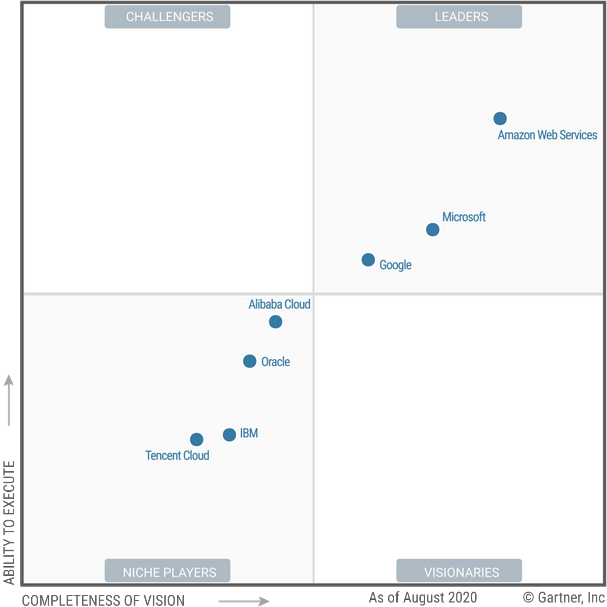 CHALLENGERS
LEADERS
Amazon Web Services
Microsoft
Google
Alibaba Cloud
Oracle
IBM
Tencent Cloud
ABILITY TO EXECUTE
NICHE PLAYERS
VISIONARIES
COMPLETENESS OF VISION
As of August 2020
© Gartner, Inc